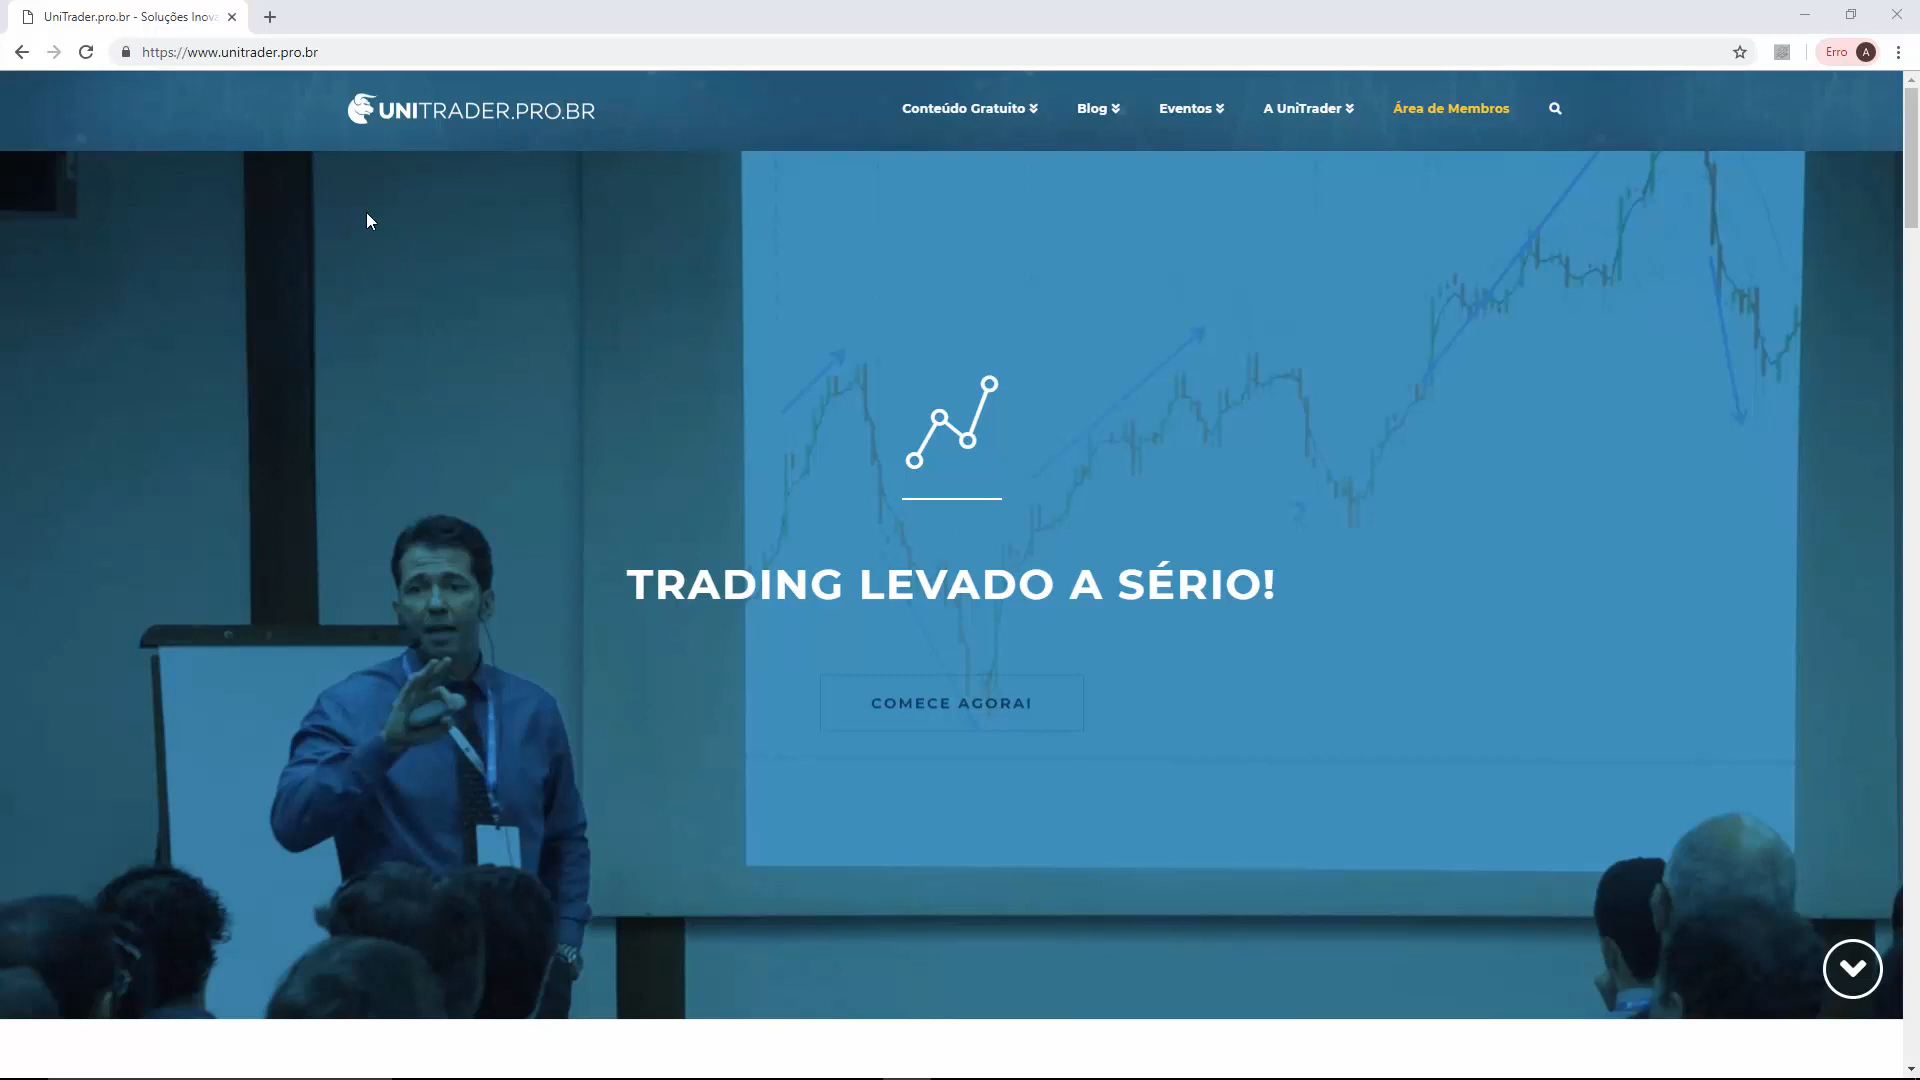 UniTrader.pro.br - Soluções Inova
https://www.unitrader.pro.br
Erro A
UNITRADER.PRO.BR
Conteúdo Gratuito Blog Eventos A UniTrader Área de Membros
TRADING LEVADO A SÉRIO!
COMECE AGORA!